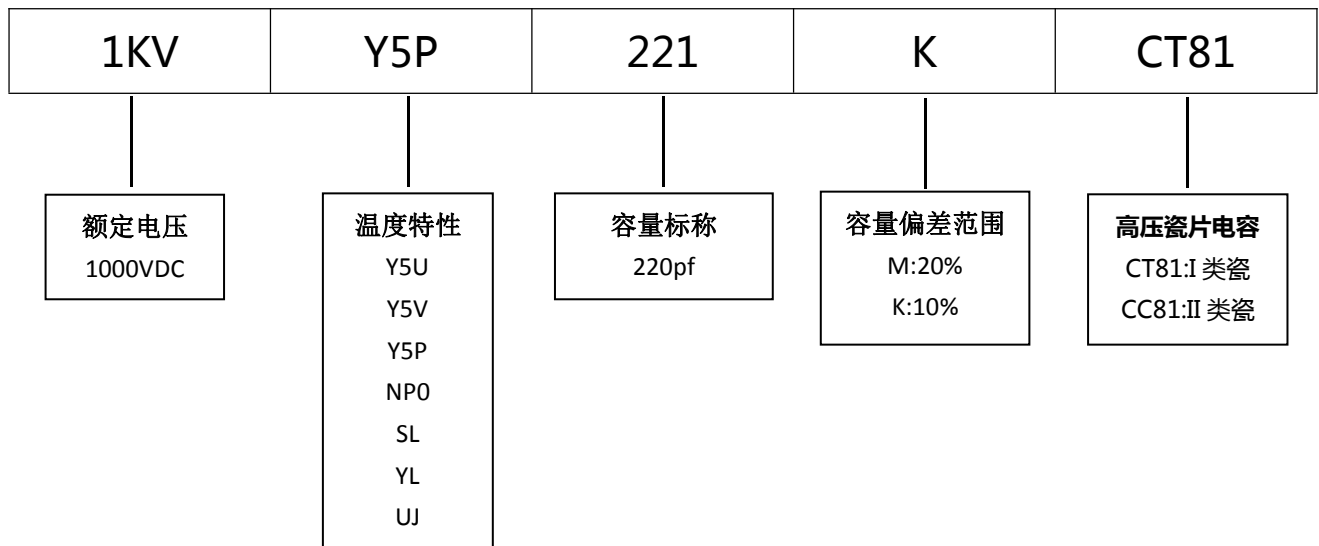 1KV Y5P 221 K CT81
额定电压
1000VDC
温度特性
Y5U
Y5V
Y5P
NP0
SL
YL
UJ
容量标称
220pf
容量偏差范围
M:20%
K:10%
高压瓷片电容
CT81:I 类瓷
CC81:II 类瓷